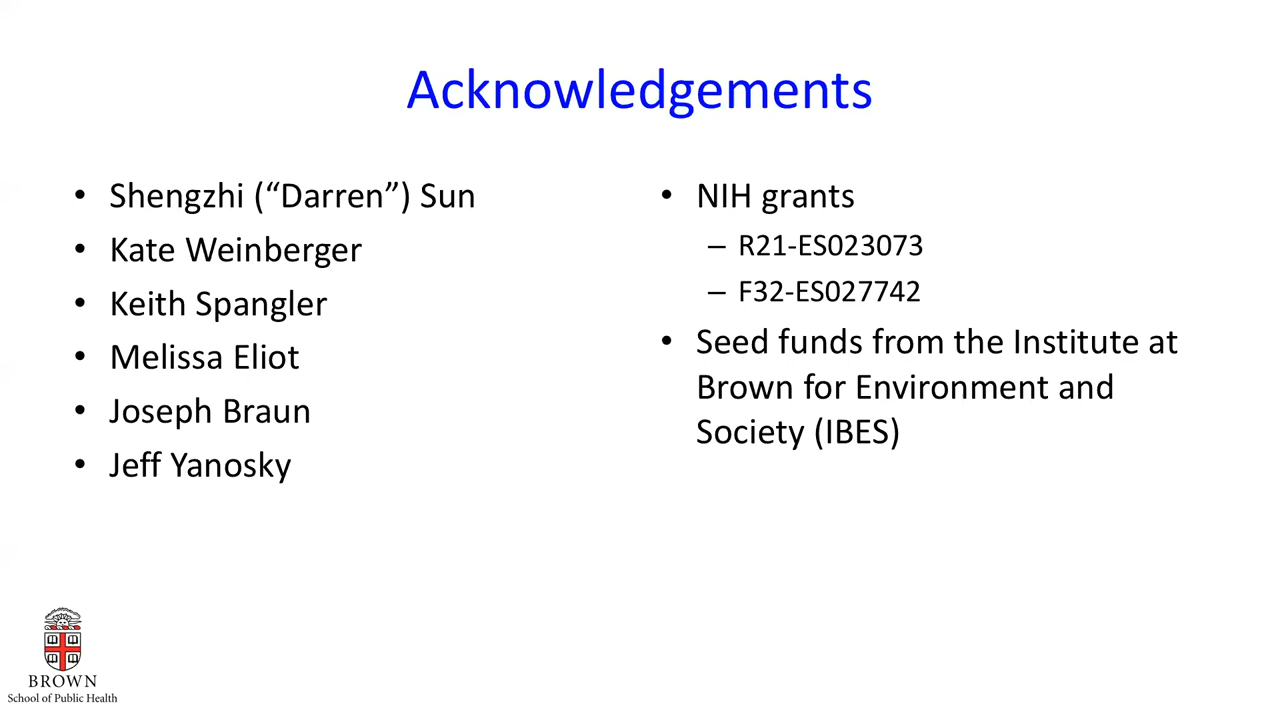 Acknowledgements
• Shengzhi (“Darren”) Sun
• Kate Weinberger
• Keith Spangler
• Melissa Eliot
• Joseph Braun
• Jeff Yanosky
• NIH grants
– R21-ES023073
– F32-ES027742
• Seed funds from the Institute at
Brown for Environment and
Society (IBES)
BROWN
School of Public Health